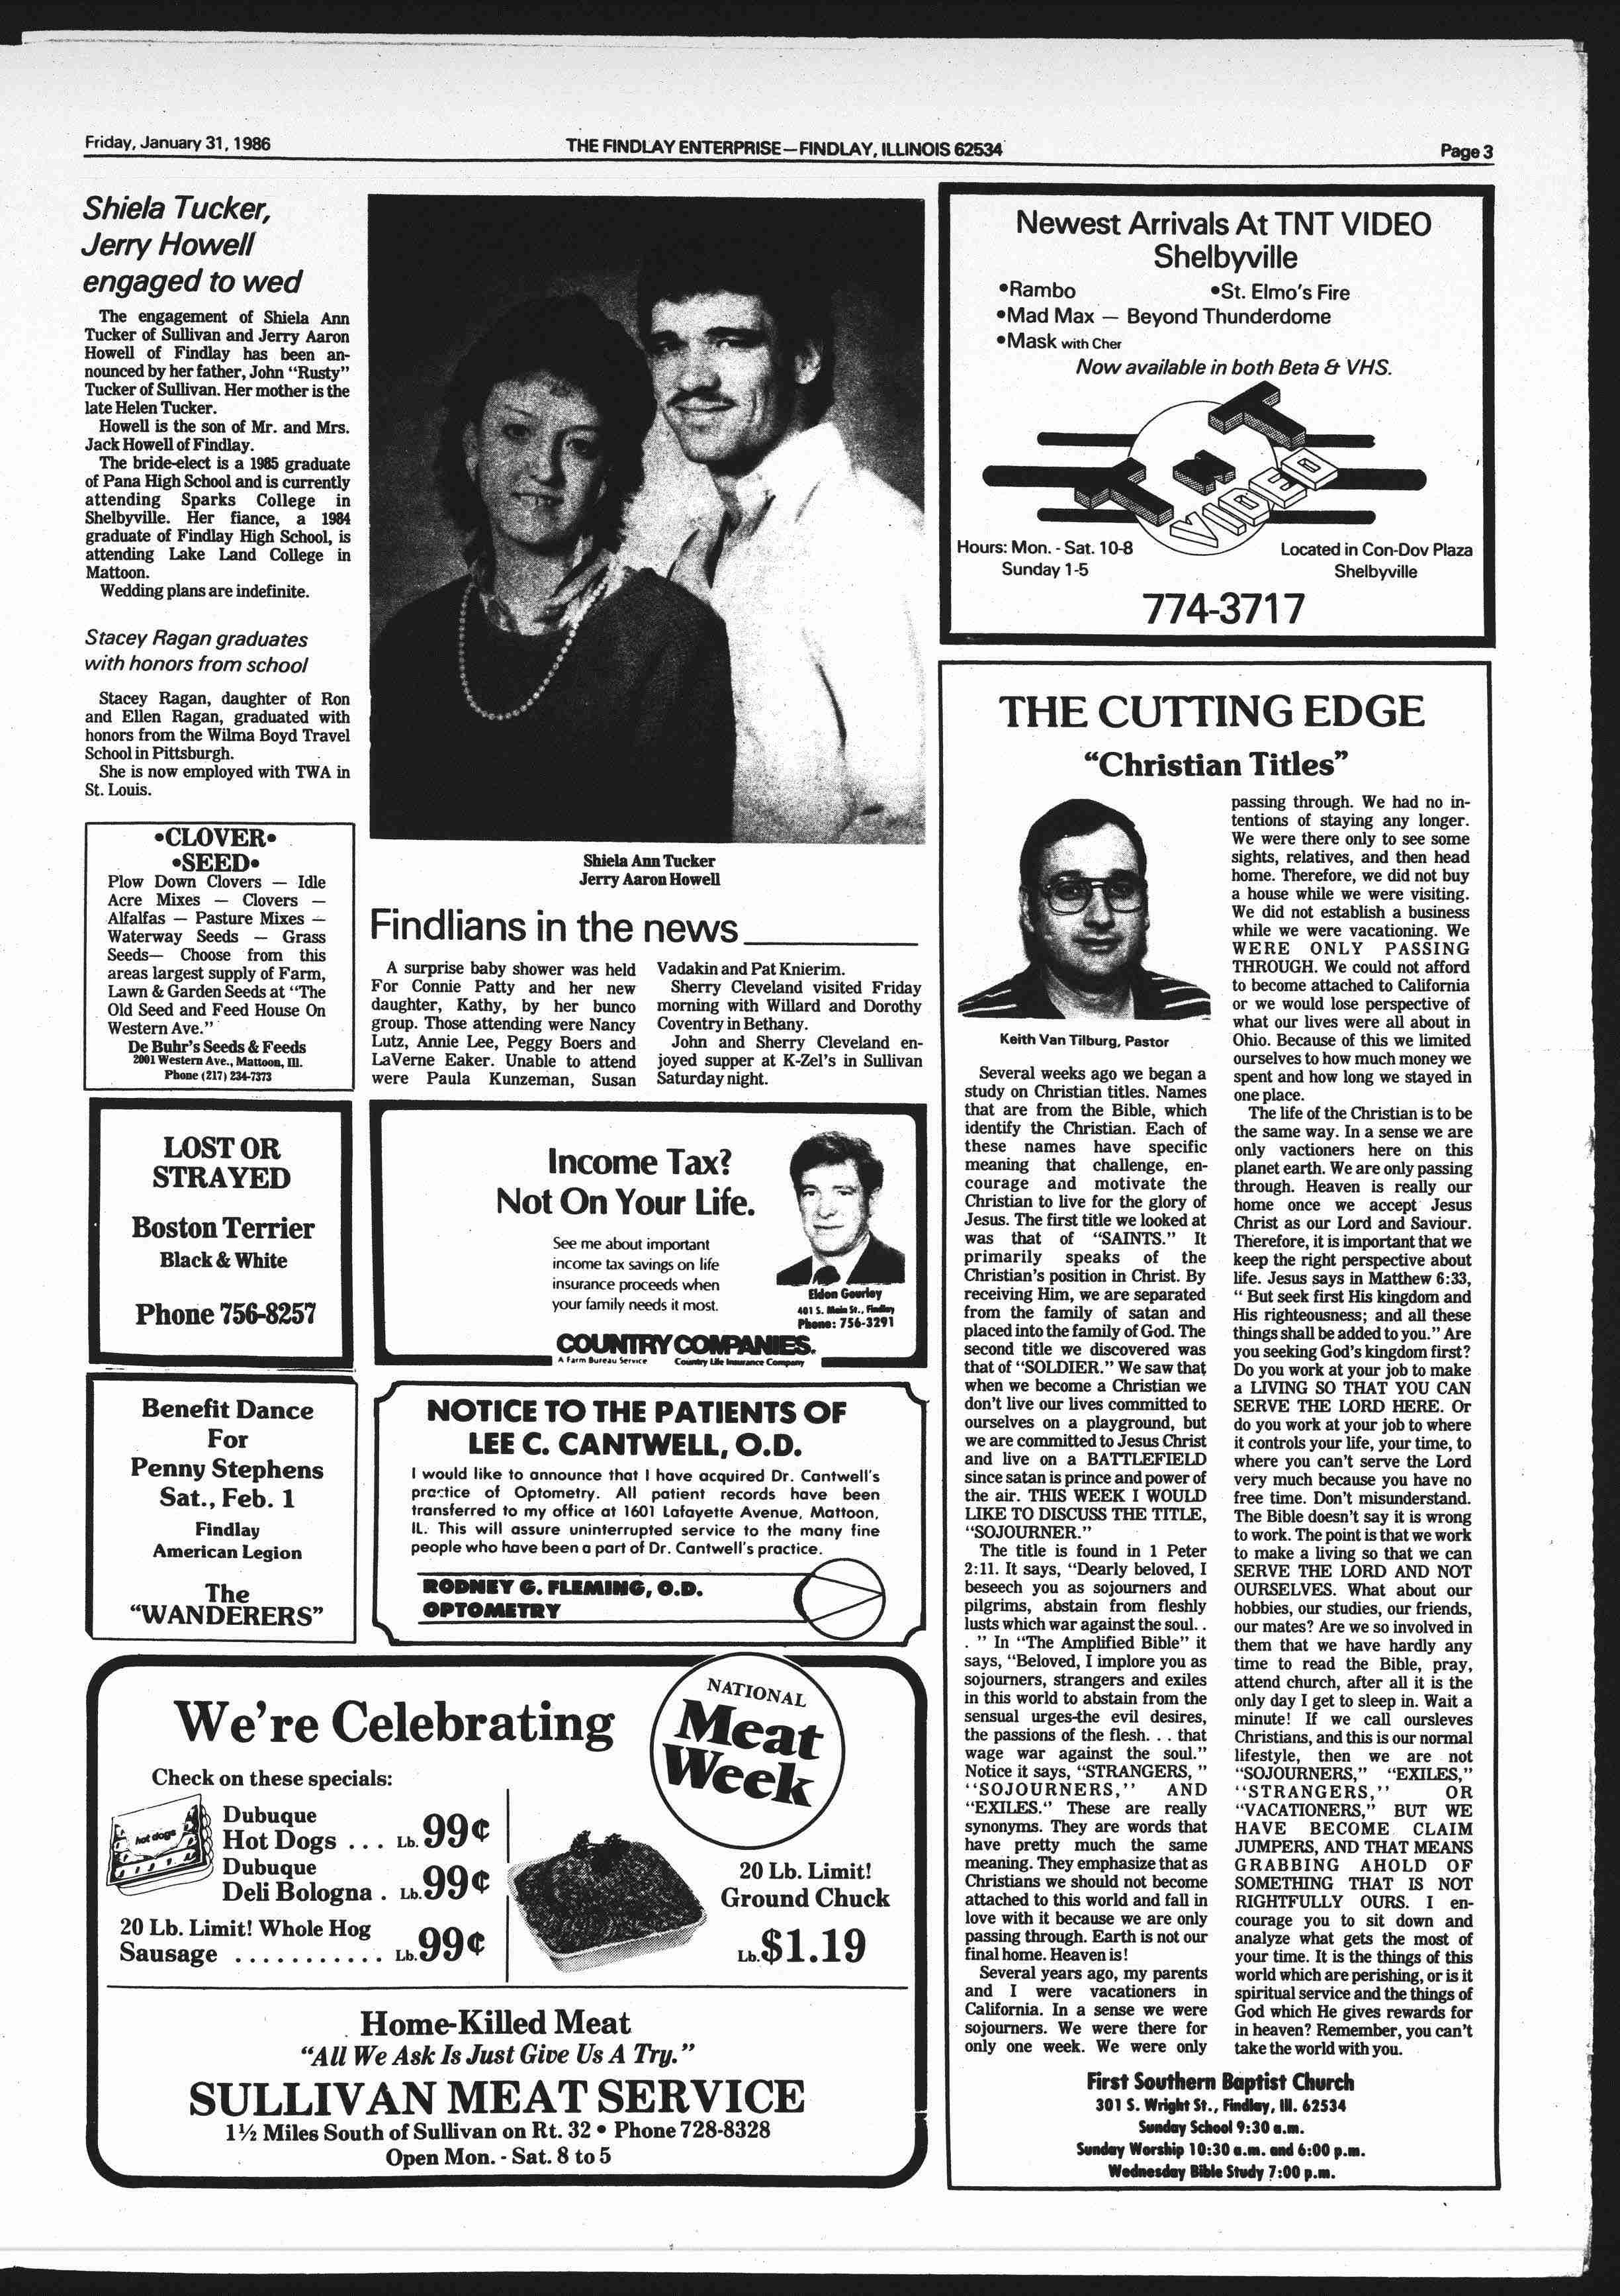 Friday, January 31, 1986
THE FINDLAY ENTERPRISE—FINDLAY, ILLINOIS 62534
Page 3
Shiela Tucker,
Jerry Howell
engaged to wed
The engagement of Shiela Ann
Tucker of Sullivan and Jerry Aaron
Howell of Findlay has been an-
nounced by her father, John "Rusty"
Tucker of Sullivan. Her mother is the
late Helen Tucker.
Howell is the son of Mr. and Mrs.
Jack Howell of Findlay.
The bride-elect is a 1985 graduate
of Pana High School and is currently
attending Sparks College in
Shelbyville. Her fiance, a 1984
graduate of Findlay High School, is
attending Lake Land College in
Mattoon.
Wedding plans are indefinite.
Stacey Ragan graduates
with honors from school
Stacey Ragan, daughter of Ron
and Ellen Ragan, graduated with
honors from the Wilma Boyd Travel
School in Pittsburgh.
She is now employed with TWA in
St. Louis.
•CLOVER•
•SEED•
Plow Down Clovers — Idle
Acre Mixes — Clovers —
Alfalfas — Pasture Mixes —
Waterway Seeds — Grass
Seeds— Choose from this
areas largest supply of Farm,
Lawn & Garden Seeds at "The
Old Seed and Feed House On
Western Ave."
De Buhr's Seeds & Feeds
2001 Western Ave., Mattoon, Ill.
Phone (217) 234-7373
LOST OR
STRAYED
Boston Terrier
Black & White
Phone 756-8257
Benefit Dance
For
Penny Stephens
Sat., Feb. 1
Findlay
American Legion
The
"WANDERERS"
Shiela Ann Tucker
Jerry Aaron Howell
Findlians in the news
A surprise baby shower was held
For Connie Patty and her new
daughter, Kathy, by her bunco
group. Those attending were Nancy
Lutz, Annie Lee, Peggy Boers and
LaVerne Eaker. Unable to attend
were Paula Kunzeman, Susan
Vadakin and Pat Knierim.
Sherry Cleveland visited Friday
morning with Willard and Dorothy
Coventry in Bethany.
John and Sherry Cleveland en-
joyed supper at K-Zel's in Sullivan
Saturday night.
Income Tax?
Not On Your Life.
See me about important
income tax savings on life
insurance proceeds when
your family needs it most.
Eldon Gourley
401 S. Main St., Findlay
Phone: 756-3291
COUNTRY COMPANIES.
A Farm Bureau Service
Country Life Insurance Company
NOTICE TO THE PATIENTS OF
LEE C. CANTWELL, O.D.
I would like to announce that I have acquired Dr. Cantwell's
practice of Optometry. All patient records have been
transferred to my office at 1601 Lafayette Avenue, Mattoon,
IL. This will assure uninterrupted service to the many fine
people who have been a part of Dr. Cantwell's practice.
RODNEY G. FLEMING, O.D.
OPTOMETRY
We're Celebrating
NATIONAL
Meat
Week
Check on these specials:
hot dogs
Dubuque
Hot Dogs ... Lb. 99¢
Dubuque
Deli Bologna . Lb. 99¢
20 Lb. Limit! Whole Hog
Sausage ........... Lb. 99¢
20 Lb. Limit!
Ground Chuck
Lb. $1.19
Home-Killed Meat
"All We Ask Is Just Give Us A Try."
SULLIVAN MEAT SERVICE
1½ Miles South of Sullivan on Rt. 32 • Phone 728-8328
Open Mon. - Sat. 8 to 5
Newest Arrivals At TNT VIDEO
Shelbyville
•Rambo
•St. Elmo's Fire
•Mad Max — Beyond Thunderdome
•Mask with Cher
Now available in both Beta & VHS.
T N T
VIDEO
Hours: Mon. - Sat. 10-8
Sunday 1-5
Located in Con-Dov Plaza
Shelbyville
774-3717
THE CUTTING EDGE
"Christian Titles"
Keith Van Tilburg, Pastor
Several weeks ago we began a
study on Christian titles. Names
that are from the Bible, which
identify the Christian. Each of
these names have specific
meaning that challenge, en-
courage and motivate the
Christian to live for the glory of
Jesus. The first title we looked at
was that of "SAINTS." It
primarily speaks of the
Christian's position in Christ. By
receiving Him, we are separated
from the family of satan and
placed into the family of God. The
second title we discovered was
that of "SOLDIER." We saw that
when we become a Christian we
don't live our lives committed to
ourselves on a playground, but
we are committed to Jesus Christ
and live on a BATTLEFIELD
since satan is prince and power of
the air. THIS WEEK I WOULD
LIKE TO DISCUSS THE TITLE,
"SOJOURNER."
The title is found in 1 Peter
2:11. It says, "Dearly beloved, I
beseech you as sojourners and
pilgrims, abstain from fleshly
lusts which war against the soul. .
. " In "The Amplified Bible" it
says, "Beloved, I implore you as
sojourners, strangers and exiles
in this world to abstain from the
sensual urges-the evil desires,
the passions of the flesh. . . that
wage war against the soul."
Notice it says, "STRANGERS, "
"SOJOURNERS," AND
"EXILES." These are really
synonyms. They are words that
have pretty much the same
meaning. They emphasize that as
Christians we should not become
attached to this world and fall in
love with it because we are only
passing through. Earth is not our
final home. Heaven is!
Several years ago, my parents
and I were vacationers in
California. In a sense we were
sojourners. We were there for
only one week. We were only
passing through. We had no in-
tentions of staying any longer.
We were there only to see some
sights, relatives, and then head
home. Therefore, we did not buy
a house while we were visiting.
We did not establish a business
while we were vacationing. We
WERE ONLY PASSING
THROUGH. We could not afford
to become attached to California
or we would lose perspective of
what our lives were all about in
Ohio. Because of this we limited
ourselves to how much money we
spent and how long we stayed in
one place.
The life of the Christian is to be
the same way. In a sense we are
only vactioners here on this
planet earth. We are only passing
through. Heaven is really our
home once we accept Jesus
Christ as our Lord and Saviour.
Therefore, it is important that we
keep the right perspective about
life. Jesus says in Matthew 6:33,
" But seek first His kingdom and
His righteousness; and all these
things shall be added to you." Are
you seeking God's kingdom first?
Do you work at your job to make
a LIVING SO THAT YOU CAN
SERVE THE LORD HERE. Or
do you work at your job to where
it controls your life, your time, to
where you can't serve the Lord
very much because you have no
free time. Don't misunderstand.
The Bible doesn't say it is wrong
to work. The point is that we work
to make a living so that we can
SERVE THE LORD AND NOT
OURSELVES. What about our
hobbies, our studies, our friends,
our mates? Are we so involved in
them that we have hardly any
time to read the Bible, pray,
attend church, after all it is the
only day I get to sleep in. Wait a
minute! If we call oursleves
Christians, and this is our normal
lifestyle, then we are not
"SOJOURNERS," "EXILES,"
"STRANGERS," OR
"VACATIONERS," BUT WE
HAVE BECOME CLAIM
JUMPERS, AND THAT MEANS
GRABBING AHOLD OF
SOMETHING THAT IS NOT
RIGHTFULLY OURS. I en-
courage you to sit down and
analyze what gets the most of
your time. It is the things of this
world which are perishing, or is it
spiritual service and the things of
God which He gives rewards for
in heaven? Remember, you can't
take the world with you.
First Southern Baptist Church
301 S. Wright St., Findlay, Ill. 62534
Sunday School 9:30 a.m.
Sunday Worship 10:30 a.m. and 6:00 p.m.
Wednesday Bible Study 7:00 p.m.